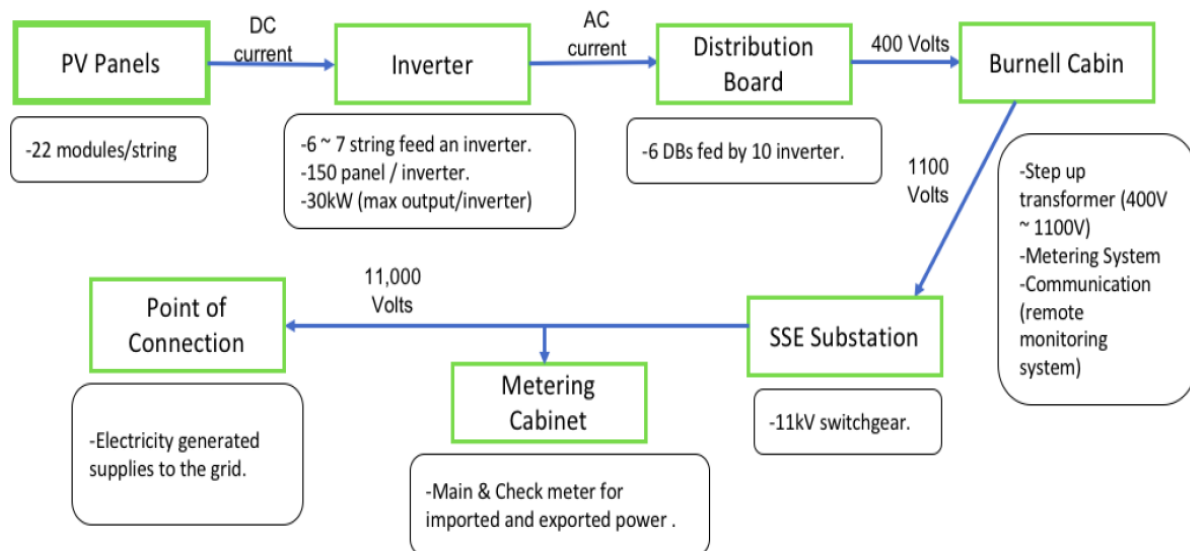 PV Panels
-22 modules/string
DC
current
Inverter
-6 ~ 7 string feed an inverter.
-150 panel / inverter.
-30kW (max output/inverter)
AC
current
Distribution
Board
-6 DBs fed by 10 inverter.
400 Volts
Burnell Cabin
-Step up
transformer (400V
~ 1100V)
-Metering System
-Communication
(remote
monitoring
system)
1100
Volts
SSE Substation
-11kV switchgear.
11,000
Volts
Metering
Cabinet
-Main & Check meter for
imported and exported power .
Point of
Connection
-Electricity generated
supplies to the grid.